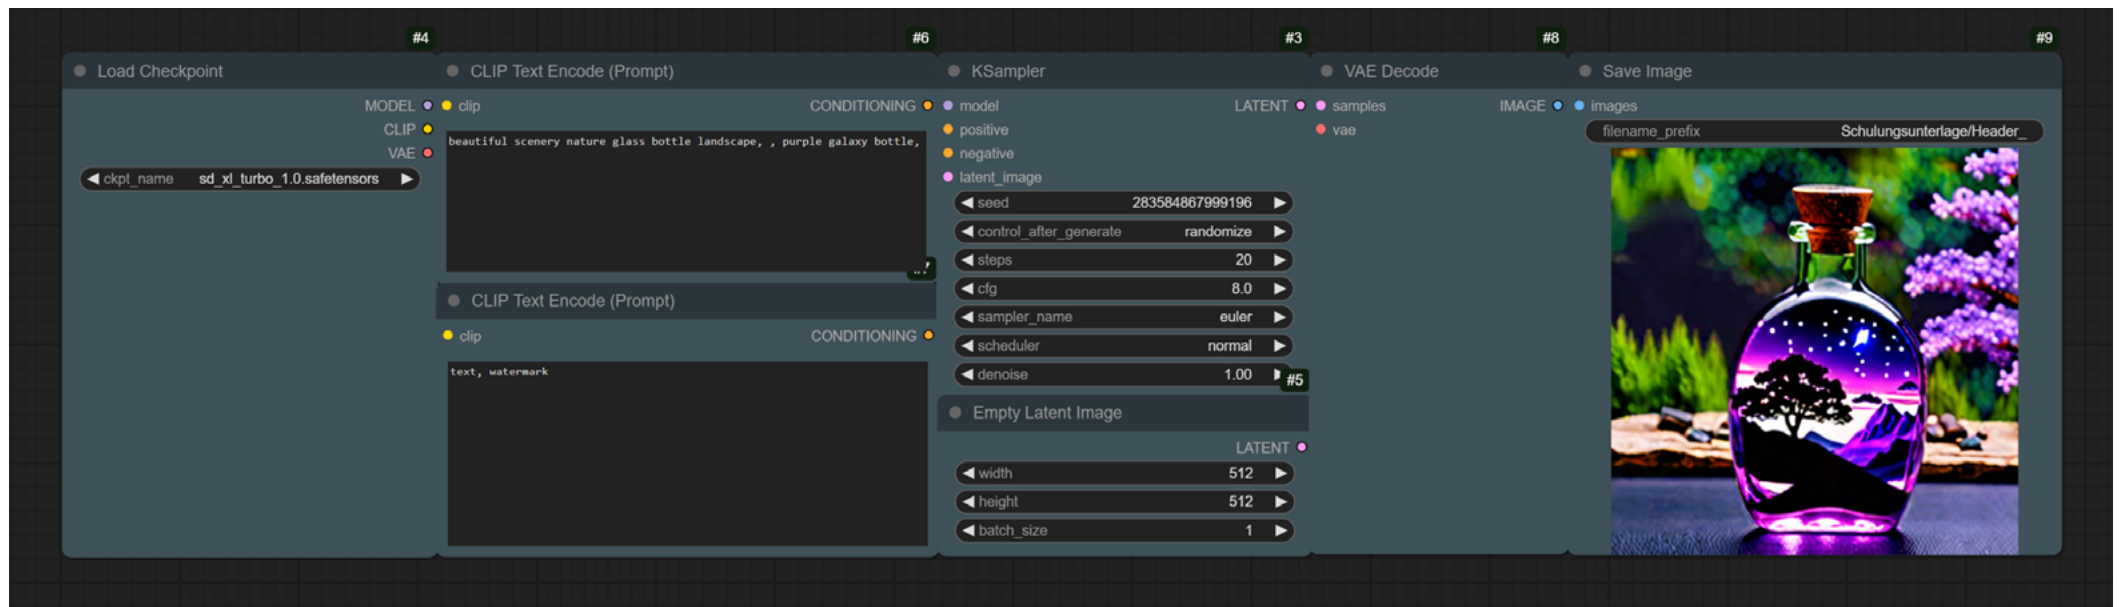 #4
Load Checkpoint
MODEL
CLIP
VAE
ckpt_name sd_xl_turbo_1.0.safetensors
#6
CLIP Text Encode (Prompt)
clip CONDITIONING
beautiful scenery nature glass bottle landscape, , purple galaxy bottle,
#7
CLIP Text Encode (Prompt)
clip CONDITIONING
text, watermark
#3
KSampler
model LATENT
positive
negative
latent_image
seed 283584867999196
control_after_generate randomize
steps 20
cfg 8.0
sampler_name euler
scheduler normal
denoise 1.00
#5
Empty Latent Image
LATENT
width 512
height 512
batch_size 1
#8
VAE Decode
samples IMAGE
vae
#9
Save Image
images
filename_prefix Schulungsunterlage/Header_